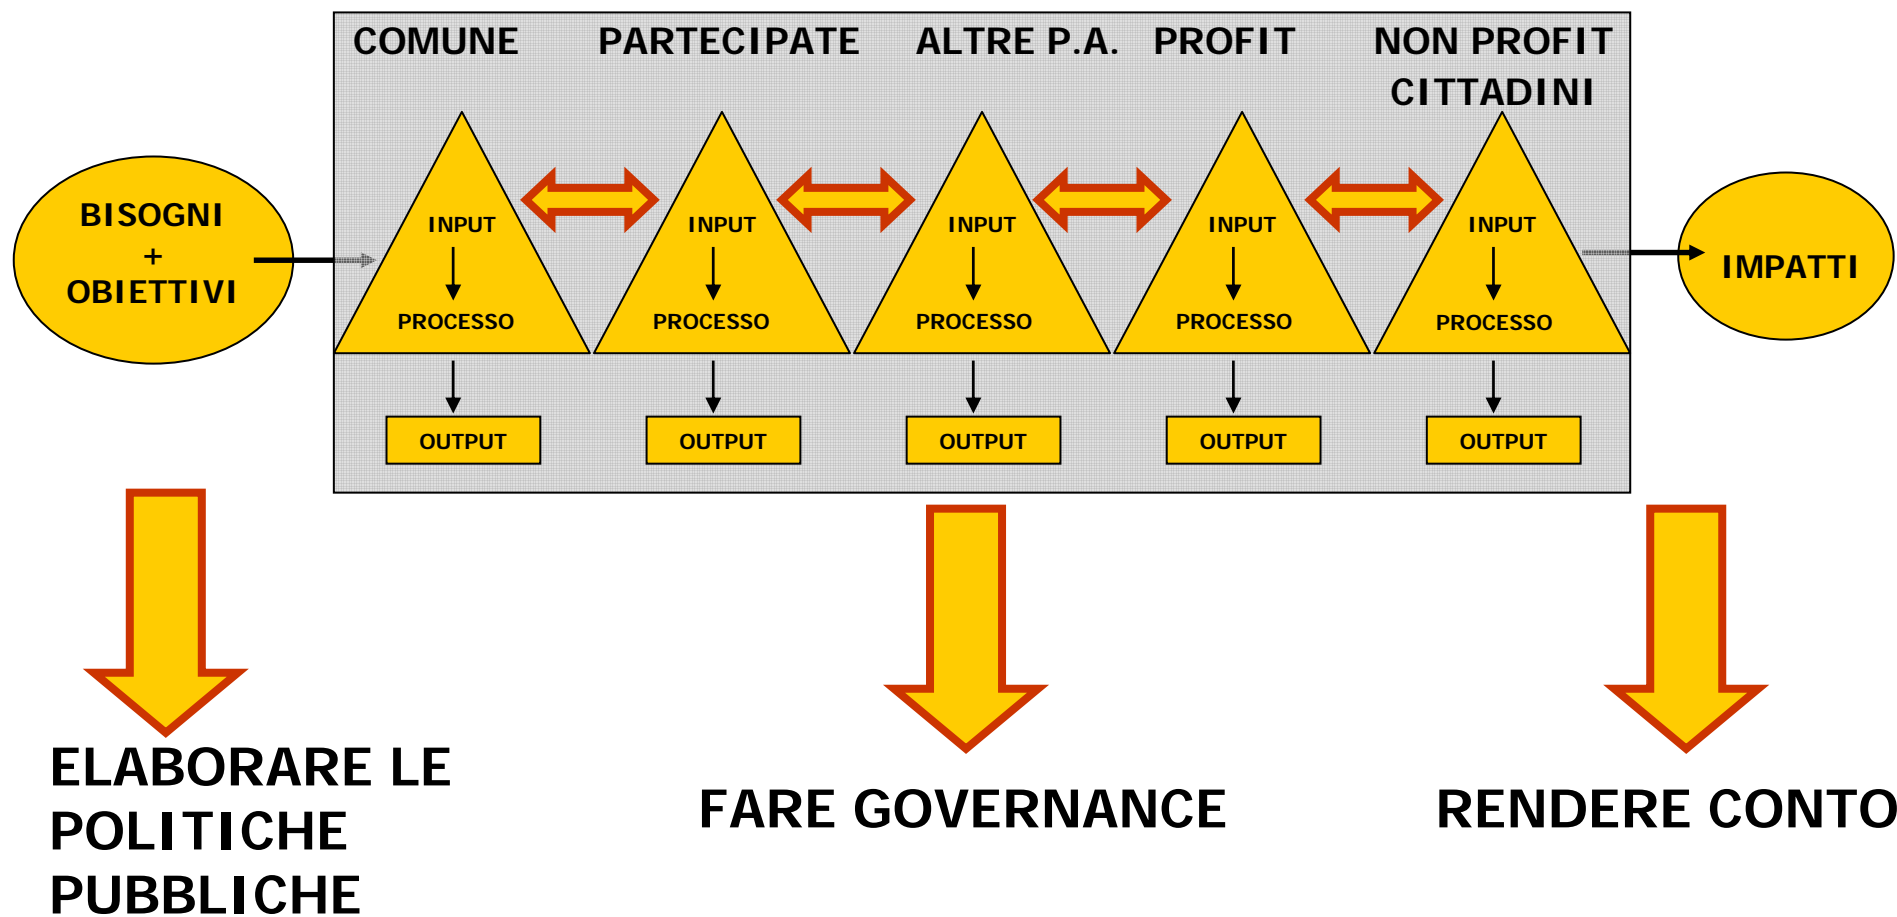 COMUNE PARTECIPATE ALTRE P.A. PROFIT NON PROFIT
CITTADINI
BISOGNI
+
OBIETTIVI
INPUT INPUT INPUT INPUT INPUT
PROCESSO PROCESSO PROCESSO PROCESSO PROCESSO
IMPATTI
OUTPUT OUTPUT OUTPUT OUTPUT OUTPUT
ELABORARE LE
POLITICHE
PUBBLICHE
FARE GOVERNANCE
RENDERE CONTO